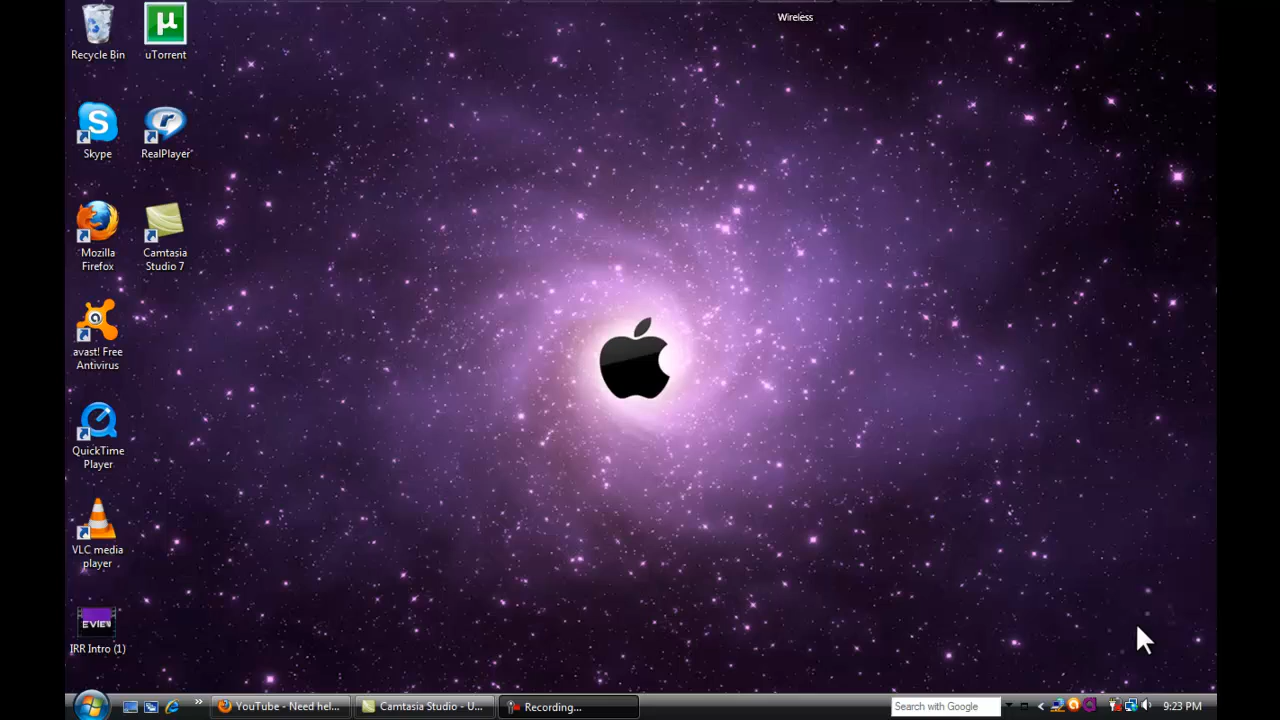 Wireless
Recycle Bin
uTorrent
Skype
RealPlayer
Mozilla
Firefox
Camtasia
Studio 7
avast! Free
Antivirus
QuickTime
Player
VLC media
player
EVIEW
IRR Intro (1)
YouTube - Need hel...
Camtasia Studio - U...
Recording...
Search with Google
9:23 PM